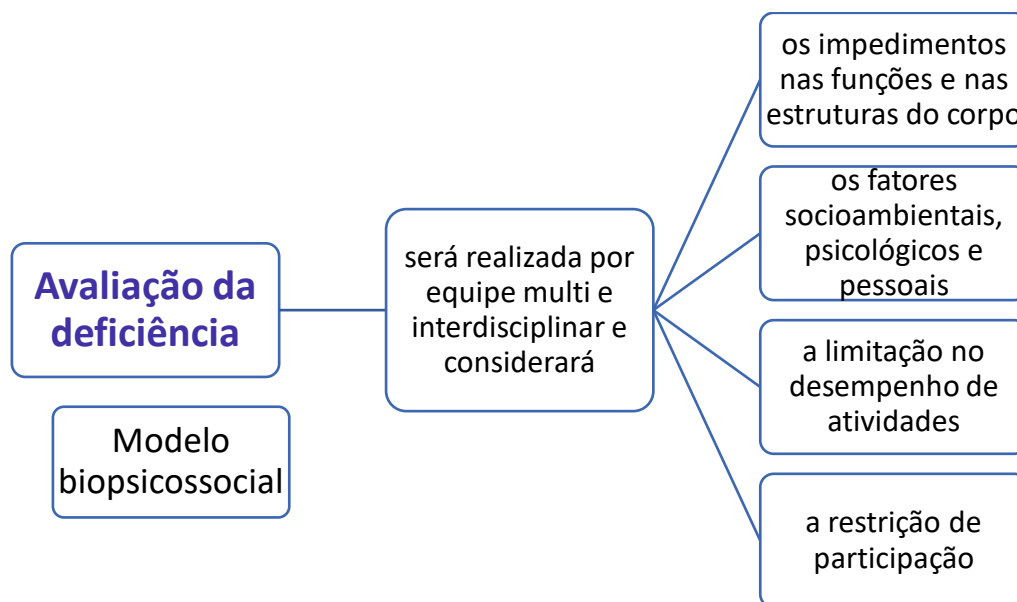 Avaliação da
deficiência
Modelo
biopsicossocial
será realizada por
equipe multi e
interdisciplinar e
considerará
os impedimentos
nas funções e nas
estruturas do corpo
os fatores
socioambientais,
psicológicos e
pessoais
a limitação no
desempenho de
atividades
a restrição de
participação